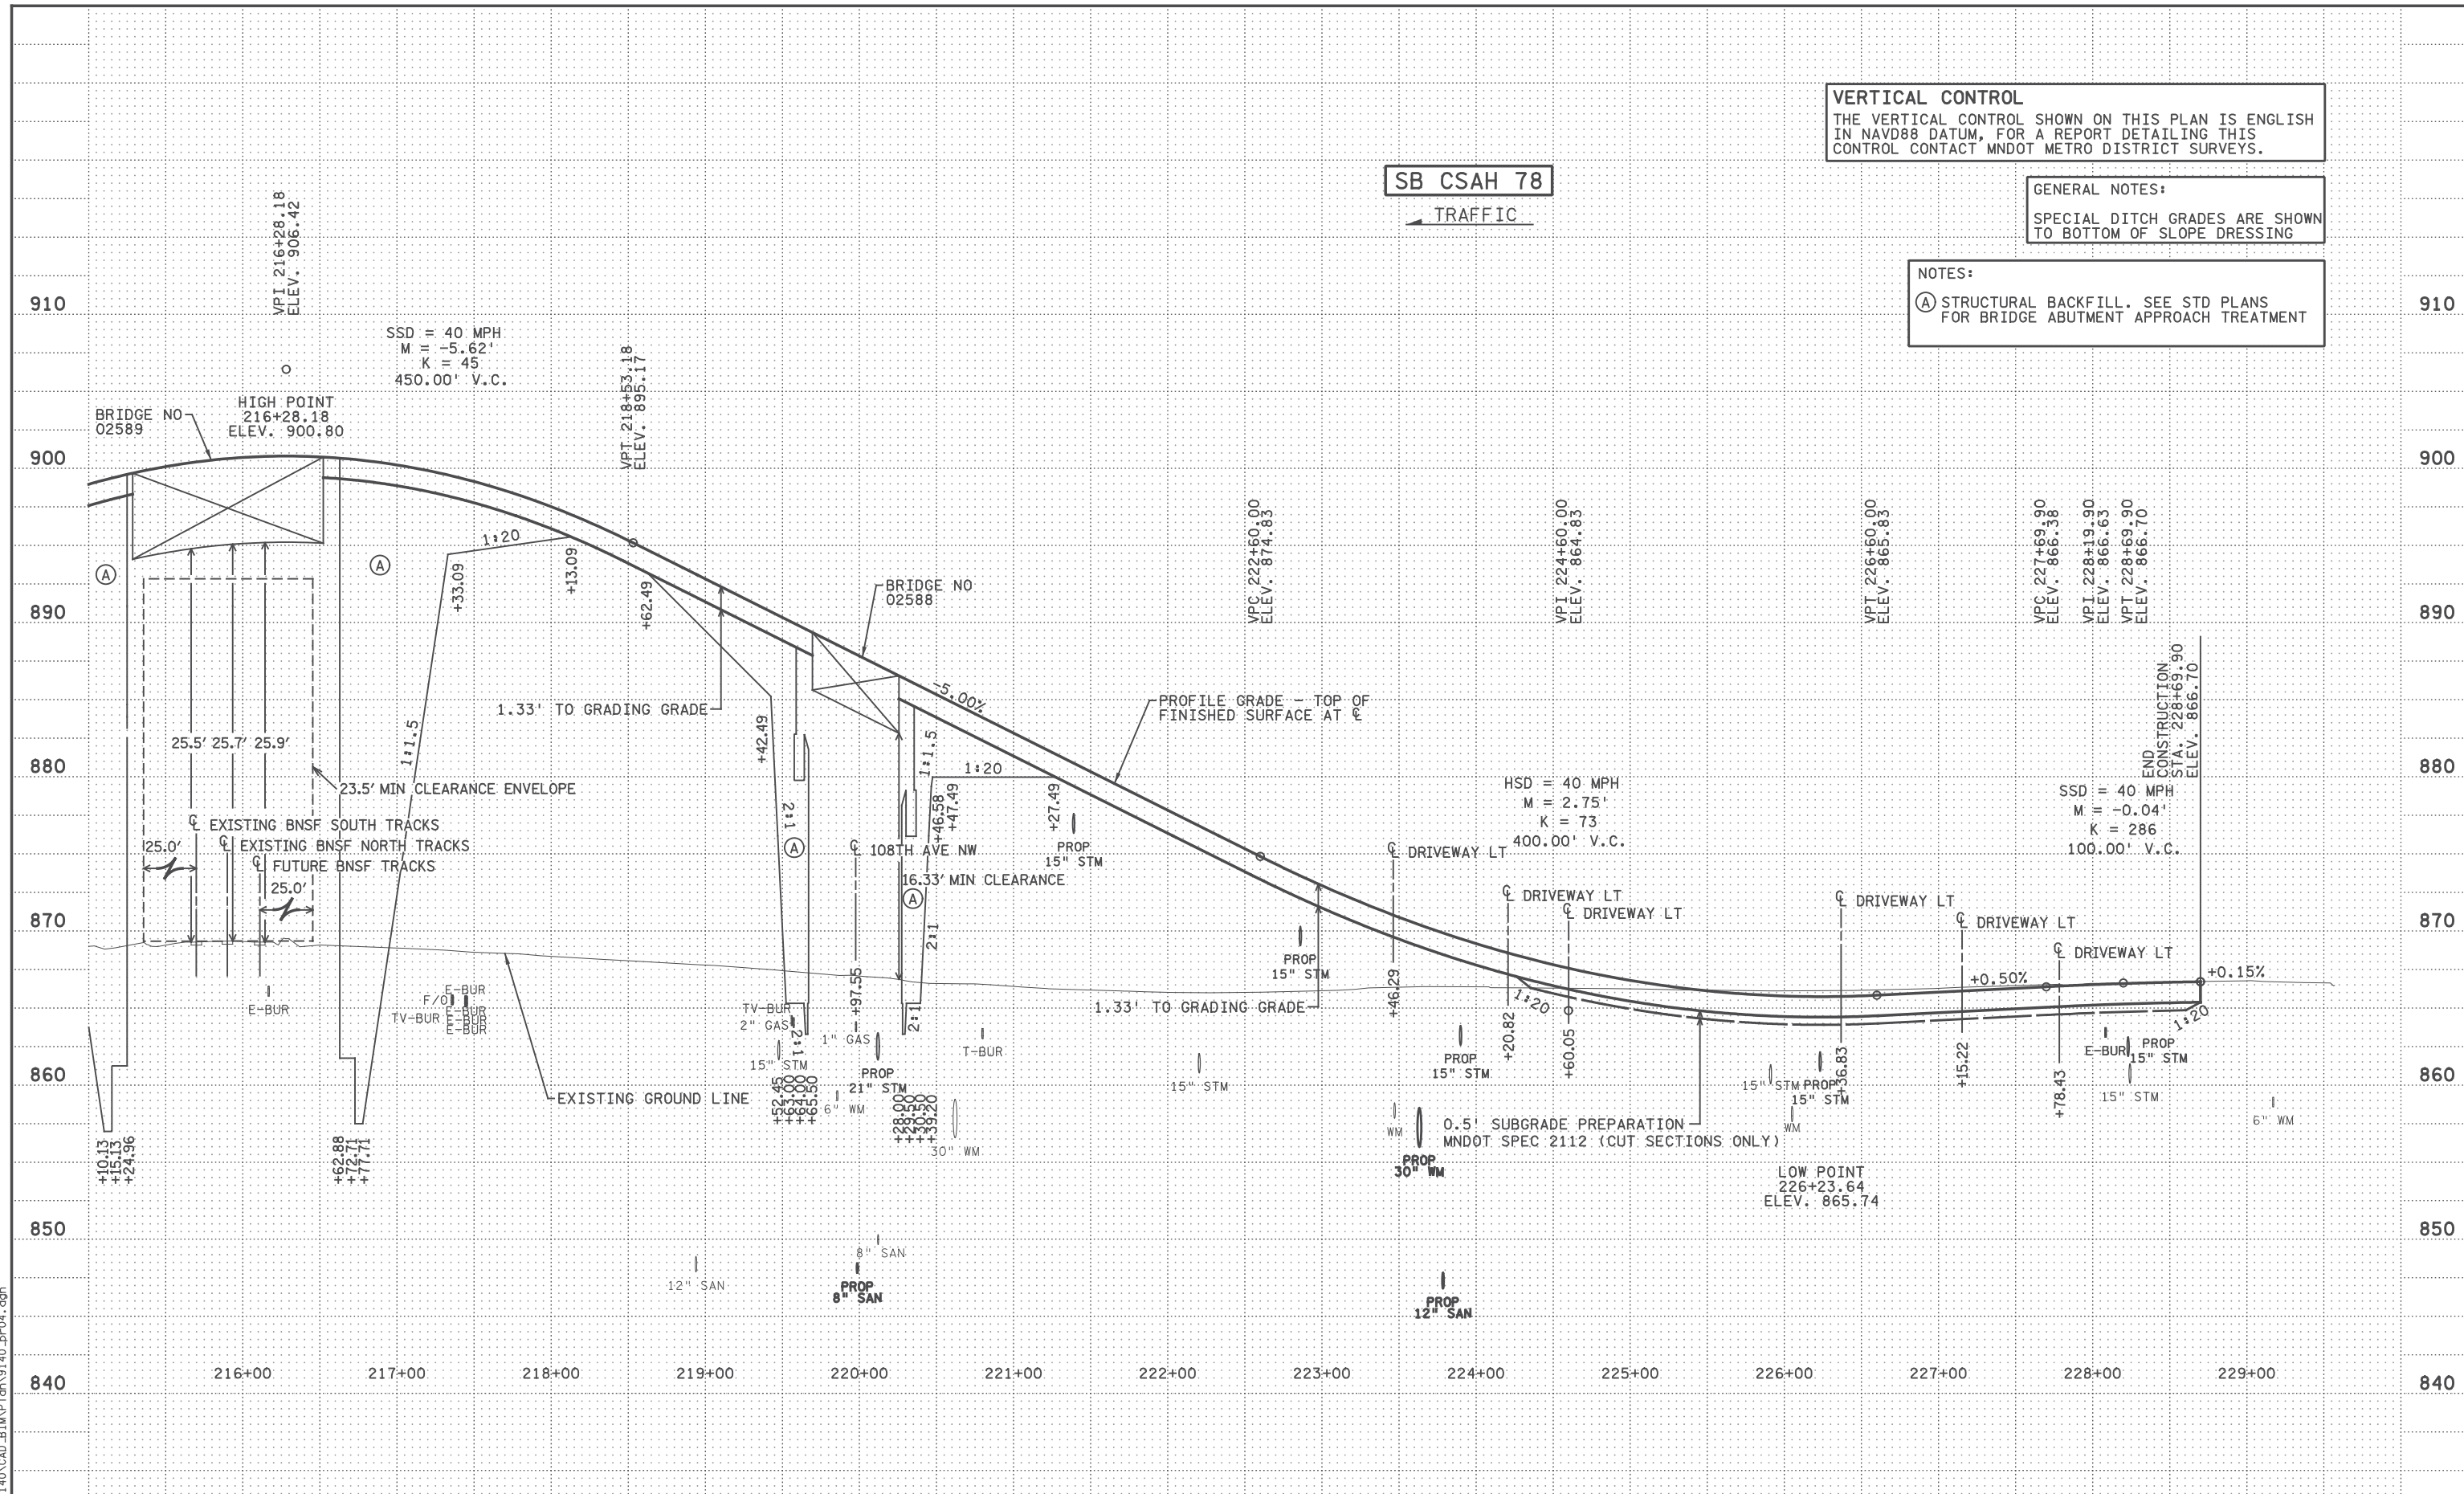 VERTICAL CONTROL
THE VERTICAL CONTROL SHOWN ON THIS PLAN IS ENGLISH
IN NAVD88 DATUM, FOR A REPORT DETAILING THIS
CONTROL CONTACT MNDOT METRO DISTRICT SURVEYS.
SB CSAH 78
TRAFFIC
GENERAL NOTES:
SPECIAL DITCH GRADES ARE SHOWN
TO BOTTOM OF SLOPE DRESSING
NOTES:
A STRUCTURAL BACKFILL. SEE STD PLANS
FOR BRIDGE ABUTMENT APPROACH TREATMENT
910
910
VPI 216+28.18
ELEV. 906.42
SSD = 40 MPH
M = -5.62'
K = 45
450.00' V.C.
VPT 218+53.18
ELEV. 895.17
HIGH POINT
216+28.18
ELEV. 900.80
BRIDGE NO
02589
900
900
1:20
A
A
+33.09
+13.09
+62.49
BRIDGE NO
02588
VPC 222+60.00
ELEV. 874.83
VPI 224+60.00
ELEV. 864.83
VPT 226+60.00
ELEV. 865.83
VPC 227+69.90
ELEV. 866.38
VPI 228+19.90
ELEV. 866.63
VPT 228+69.90
ELEV. 866.70
890
890
END
CONSTRUCTION
STA. 228+69.90
ELEV. 866.70
-5.00%
PROFILE GRADE - TOP OF
FINISHED SURFACE AT ℄
1.33' TO GRADING GRADE
25.5' 25.7' 25.9'
1:1.5
+42.49
1:1.5
1:20
880
880
23.5' MIN CLEARANCE ENVELOPE
HSD = 40 MPH
M = 2.75'
K = 73
400.00' V.C.
SSD = 40 MPH
M = -0.04'
K = 286
100.00' V.C.
2:1
+46.58
+47.49
+27.49
℄ EXISTING BNSF SOUTH TRACKS
℄ EXISTING BNSF NORTH TRACKS
℄ FUTURE BNSF TRACKS
25.0'
25.0'
A
℄ 108TH AVE NW
PROP
15" STM
16.33' MIN CLEARANCE
A
℄ DRIVEWAY LT
℄ DRIVEWAY LT
℄ DRIVEWAY LT
℄ DRIVEWAY LT
℄ DRIVEWAY LT
℄ DRIVEWAY LT
870
870
2:1
PROP
15" STM
+0.50%
+0.15%
E-BUR
E-BUR
F/O
E-BUR
TV-BUR
E-BUR
E-BUR
TV-BUR
2" GAS
+97.55
1" GAS
2:1
2:1
1.33' TO GRADING GRADE
+46.29
1:20
1:20
T-BUR
15" STM
PROP
21" STM
6" WM
15" STM
PROP
15" STM
+20.82
+60.05
15" STM
PROP
15" STM
+36.83
+15.22
+78.43
E-BUR
PROP
15" STM
15" STM
6" WM
860
860
EXISTING GROUND LINE
+52.45
+63.00
+64.00
+65.50
+28.00
+29.50
+30.50
+39.20
30" WM
WM
PROP
30" WM
0.5' SUBGRADE PREPARATION
MNDOT SPEC 2112 (CUT SECTIONS ONLY)
WM
+10.13
+15.13
+24.96
+62.88
+72.71
+77.71
LOW POINT
226+23.64
ELEV. 865.74
850
850
8" SAN
12" SAN
PROP
8" SAN
PROP
12" SAN
216+00 217+00 218+00 219+00 220+00 221+00 222+00 223+00 224+00 225+00 226+00 227+00 228+00 229+00
840
840